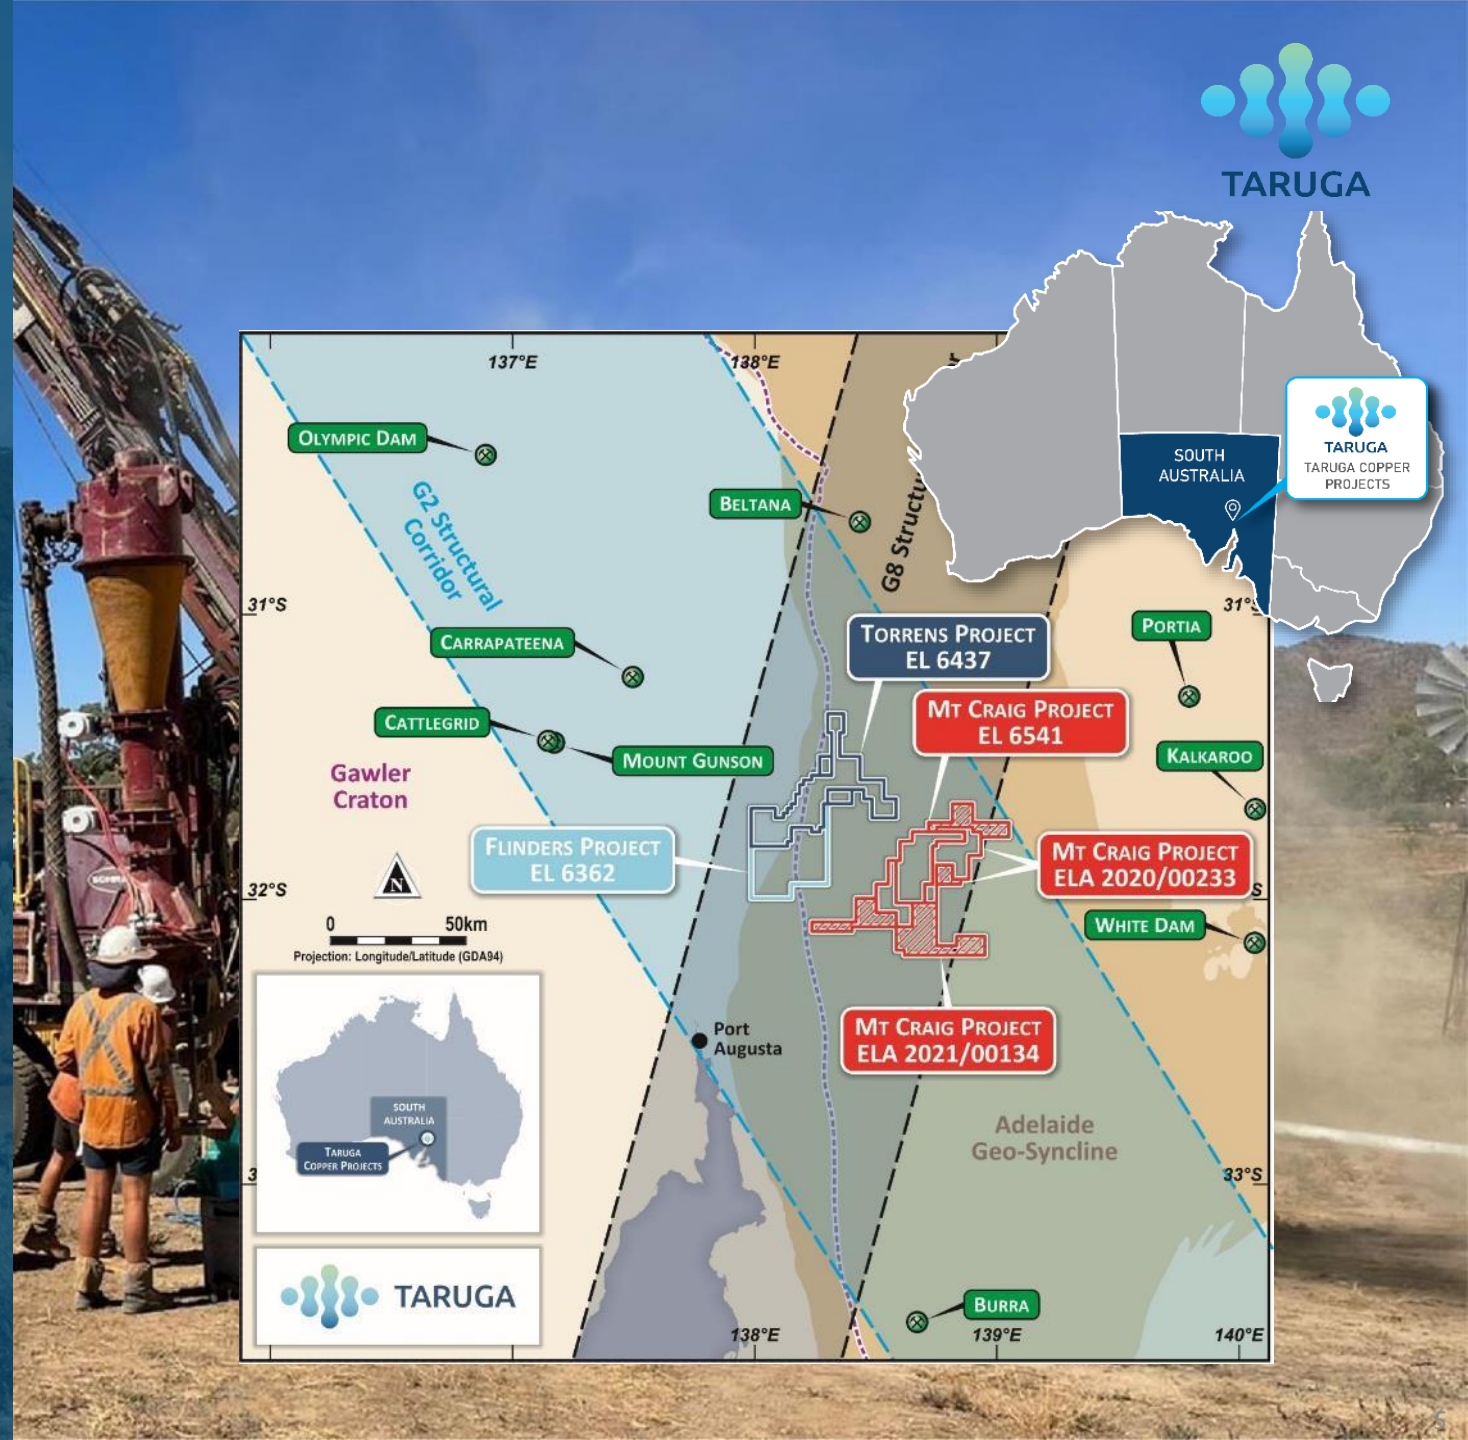 TARUGA
SOUTH
AUSTRALIA
TARUGA
TARUGA COPPER
PROJECTS
137°E
138°E
OLYMPIC DAM
G2 Structural
Corridor
BELTANA
G8 Structu
31°S
31°S
CARRAPATEENA
TORRENS PROJECT
EL 6437
PORTIA
CATTLEGRID
MOUNT GUNSON
MT CRAIG PROJECT
EL 6541
KALKAROO
Gawler
Craton
FLINDERS PROJECT
EL 6362
MT CRAIG PROJECT
ELA 2020/00233
N
32°S
S
0
50km
Projection: Longitude/Latitude (GDA94)
WHITE DAM
Port
Augusta
MT CRAIG PROJECT
ELA 2021/00134
SOUTH
AUSTRALIA
TARUGA
COPPER PROJECTS
Adelaide
Geo-Syncline
3
33°S
TARUGA
BURRA
138°E
139°E
140°E
5